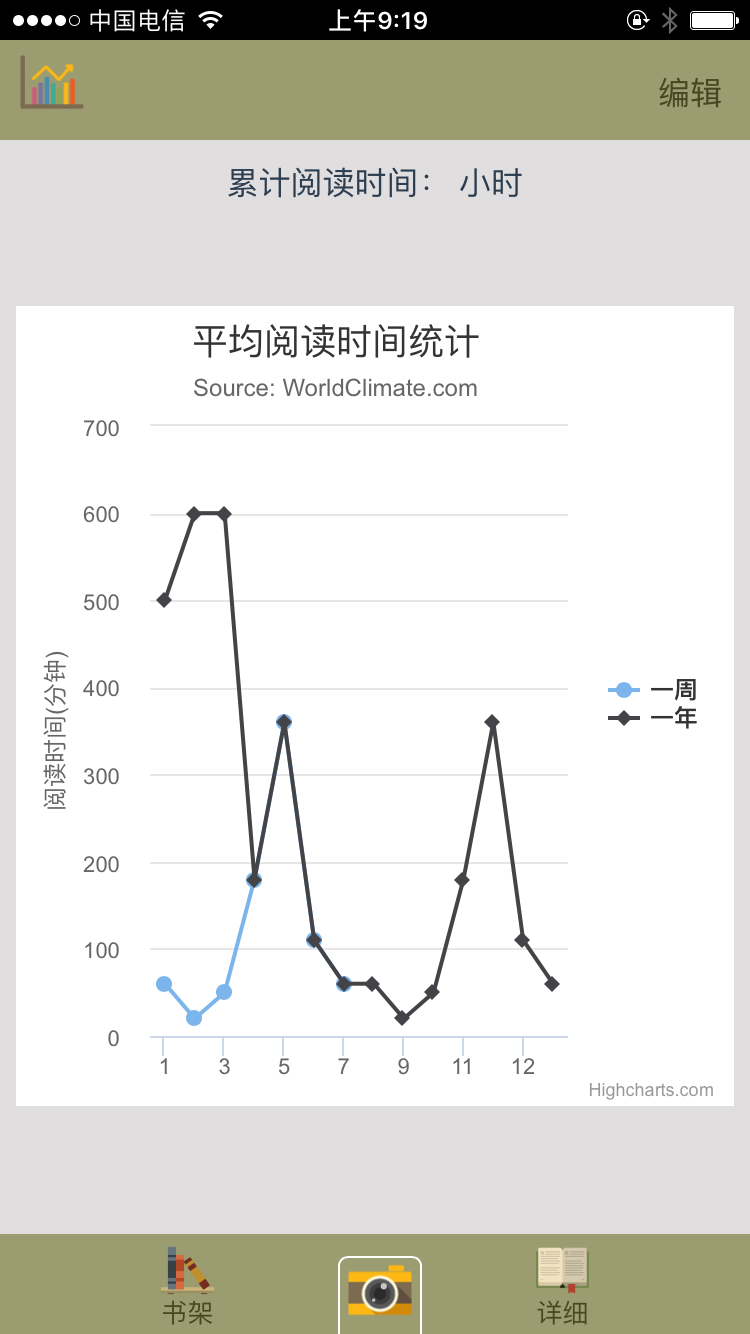 中国电信 上午9:19
编辑
累计阅读时间： 小时
平均阅读时间统计
Source: WorldClimate.com
阅读时间(分钟)
700
600
500
400
300
200
100
0
1 3 5 7 9 11 12
一周
一年
Highcharts.com
书架 详细